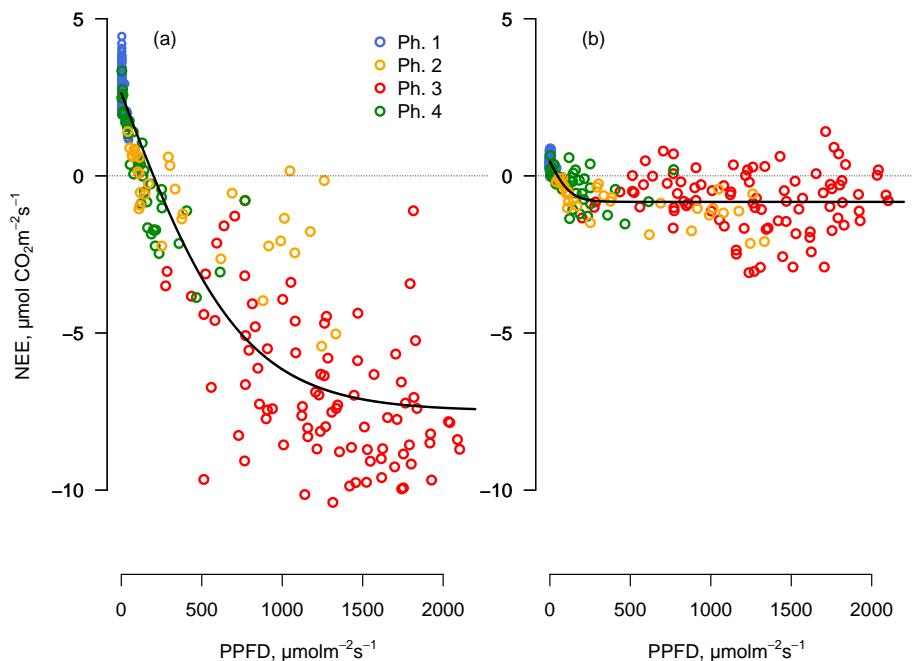 5
(a)
Ph. 1
Ph. 2
Ph. 3
Ph. 4
0
−5
−10
NEE, μmol CO₂m⁻²s⁻¹
0 500 1000 1500 2000
PPFD, μmolm⁻²s⁻¹
5
(b)
0
−5
−10
0 500 1000 1500 2000
PPFD, μmolm⁻²s⁻¹